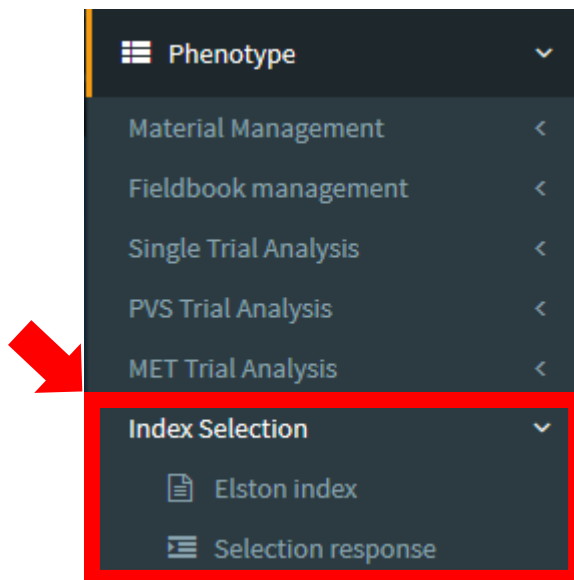 Phenotype
Material Management
Fieldbook management
Single Trial Analysis
PVS Trial Analysis
MET Trial Analysis
Index Selection
Elston index
Selection response